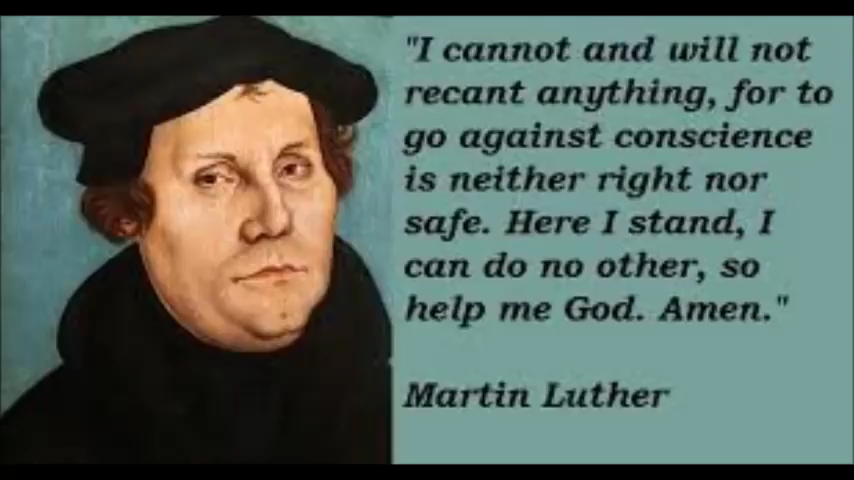 "I cannot and will not
recant anything, for to
go against conscience
is neither right nor
safe. Here I stand, I
can do no other, so
help me God. Amen."
Martin Luther